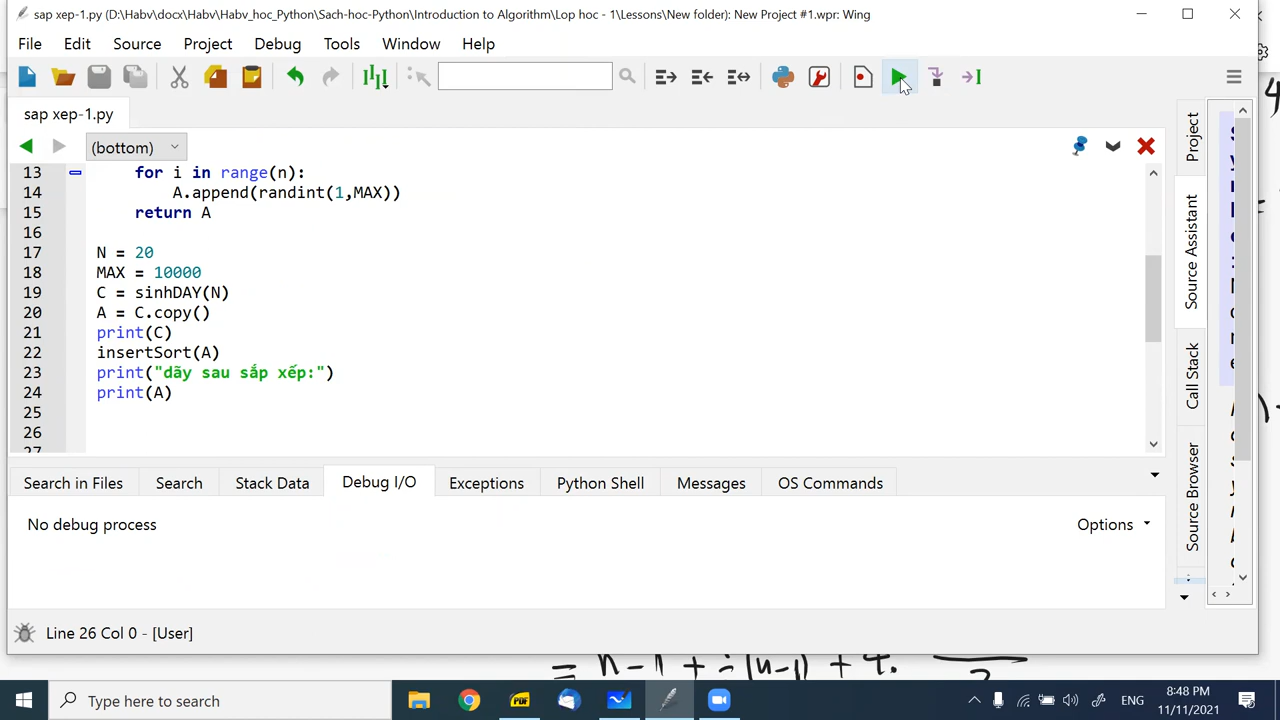 sap xep-1.py (D:\Habv\docx\Habv\Habv_hoc_Python\Sach-hoc-Python\Introduction to Algorithm\Lop hoc - 1\Lessons\New folder): New Project #1.wpr: Wing
File Edit Source Project Debug Tools Window Help
sap xep-1.py
(bottom)
13 for i in range(n):
14 A.append(randint(1,MAX))
15 return A
16
17 N = 20
18 MAX = 10000
19 C = sinhDAY(N)
20 A = C.copy()
21 print(C)
22 insertSort(A)
23 print("dãy sau sắp xếp:")
24 print(A)
25
26
27
Project
Source Assistant
Call Stack
Source Browser
Search in Files Search Stack Data Debug I/O Exceptions Python Shell Messages OS Commands
No debug process Options
Line 26 Col 0 - [User]
= n-1 +
Type here to search
PDF
ENG
8:48 PM
11/11/2021